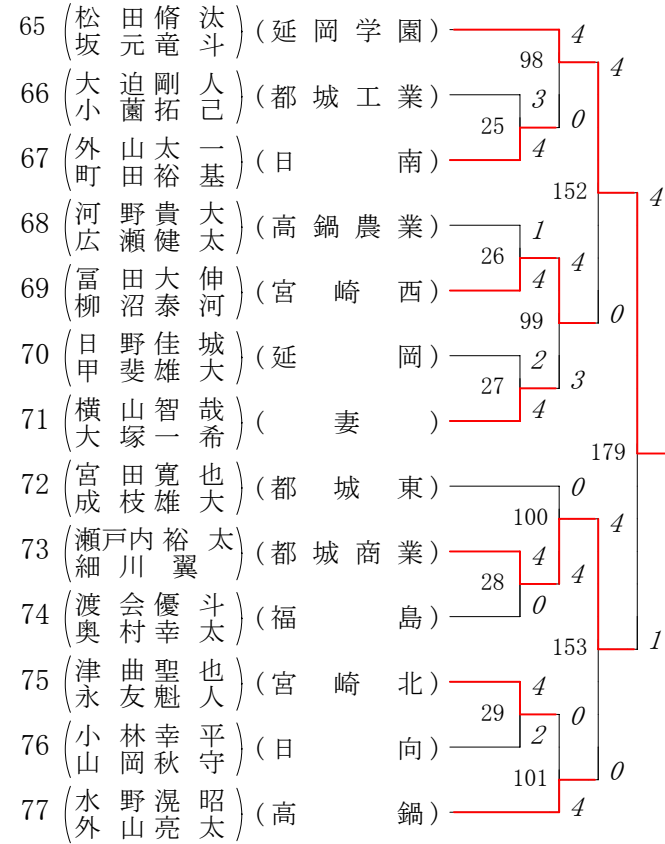 65 (松田脩汰 坂元竜斗) (延岡学園) 4
98 4
66 (大迫剛人 小薗拓己) (都城工業) 3
25 0
67 (外山太一 町田裕基) (日南) 4
152 4
68 (河野貴大 広瀬健太) (高鍋農業) 1
26 4
69 (冨田大伸 柳沼泰河) (宮崎西) 4
99 0
70 (日野佳城 甲斐雄大) (延岡) 2
27 3
71 (横山智哉 大塚一希) (妻) 4
179
72 (宮田寛也 成枝雄大) (都城東) 0
100 4
73 (瀬戸内裕太 細川翼) (都城商業) 4
28 4
74 (渡会優斗 奥村幸太) (福島) 0
153 1
75 (津曲聖也 永友魁人) (宮崎北) 4
29 0
76 (小林幸平 山岡秋守) (日向) 2
101 0
77 (水野滉昭 外山亮太) (高鍋) 4